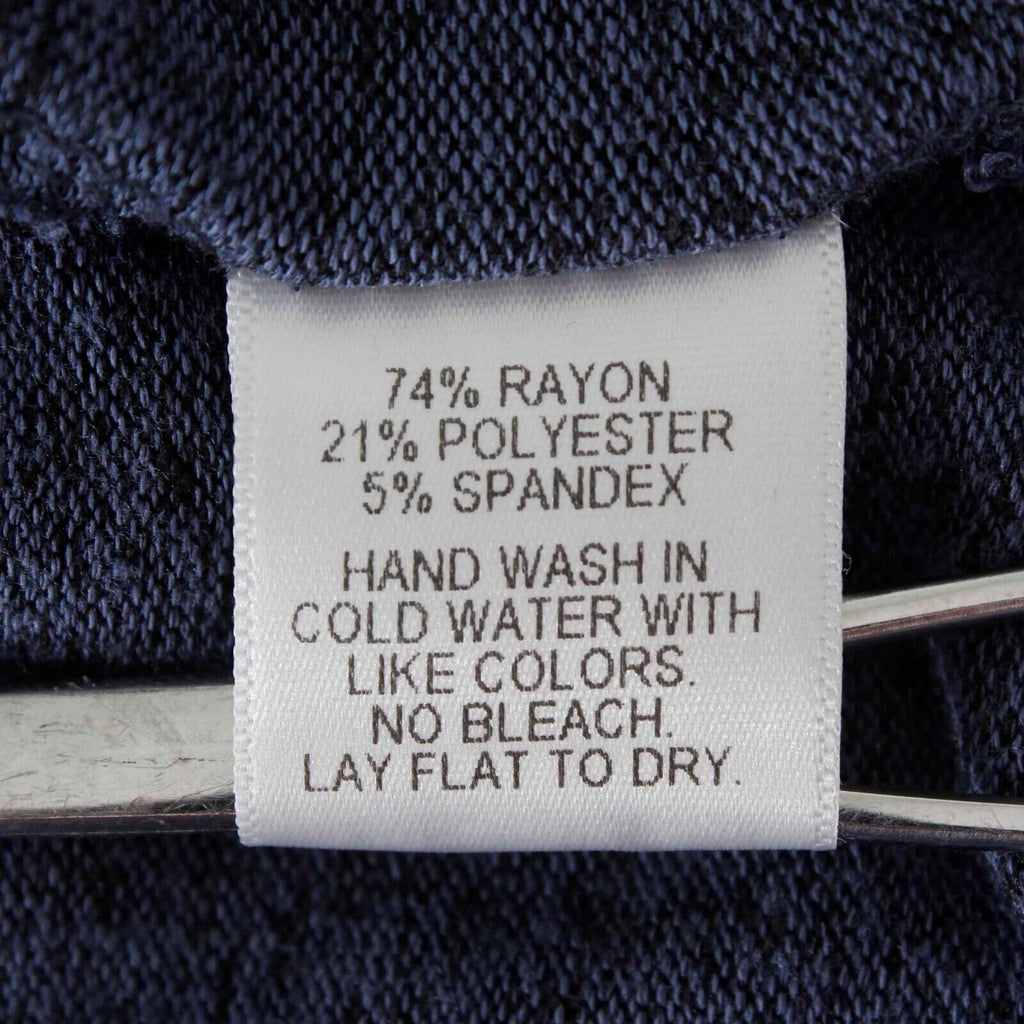 74% RAYON
21% POLYESTER
5% SPANDEX
HAND WASH IN
COLD WATER WITH
LIKE COLORS.
NO BLEACH.
LAY FLAT TO DRY.